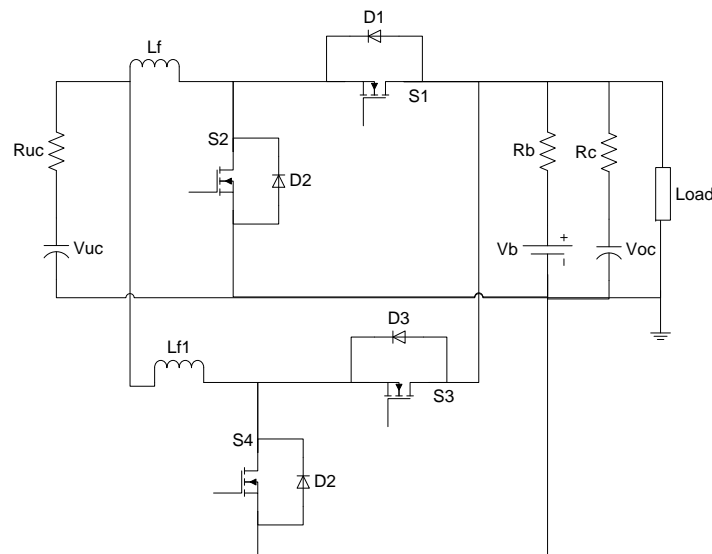 D1
Lf
S1
S2
Ruc
Rb
Rc
D2
Load
Vuc
Vb
+
-
Voc
D3
Lf1
S3
S4
D2